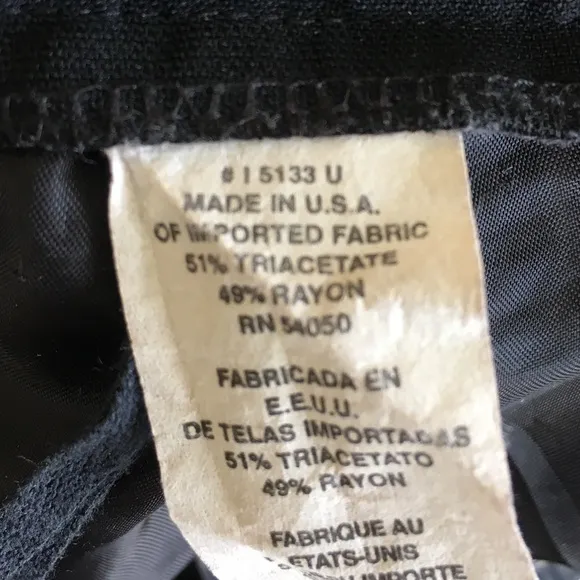 # I 5133 U
MADE IN U.S.A.
OF IMPORTED FABRIC
51% TRIACETATE
49% RAYON
RN 54050
FABRICADA EN
E.E.U.U.
DE TELAS IMPORTADAS
51% TRIACETATO
49% RAYON
FABRIQUE AU
ETATS-UNIS
IMPORTE